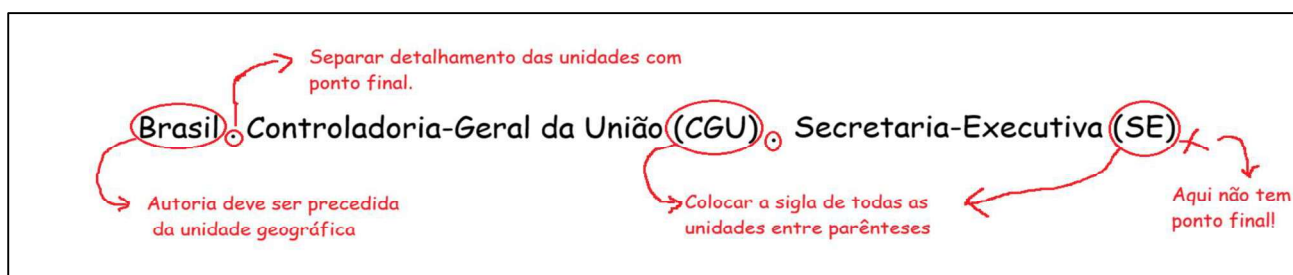 Separar detalhamento das unidades com
ponto final.
Brasil. Controladoria-Geral da União (CGU). Secretaria-Executiva (SE)
Autoria deve ser precedida
da unidade geográfica
Colocar a sigla de todas as
unidades entre parênteses
Aqui não tem
ponto final!